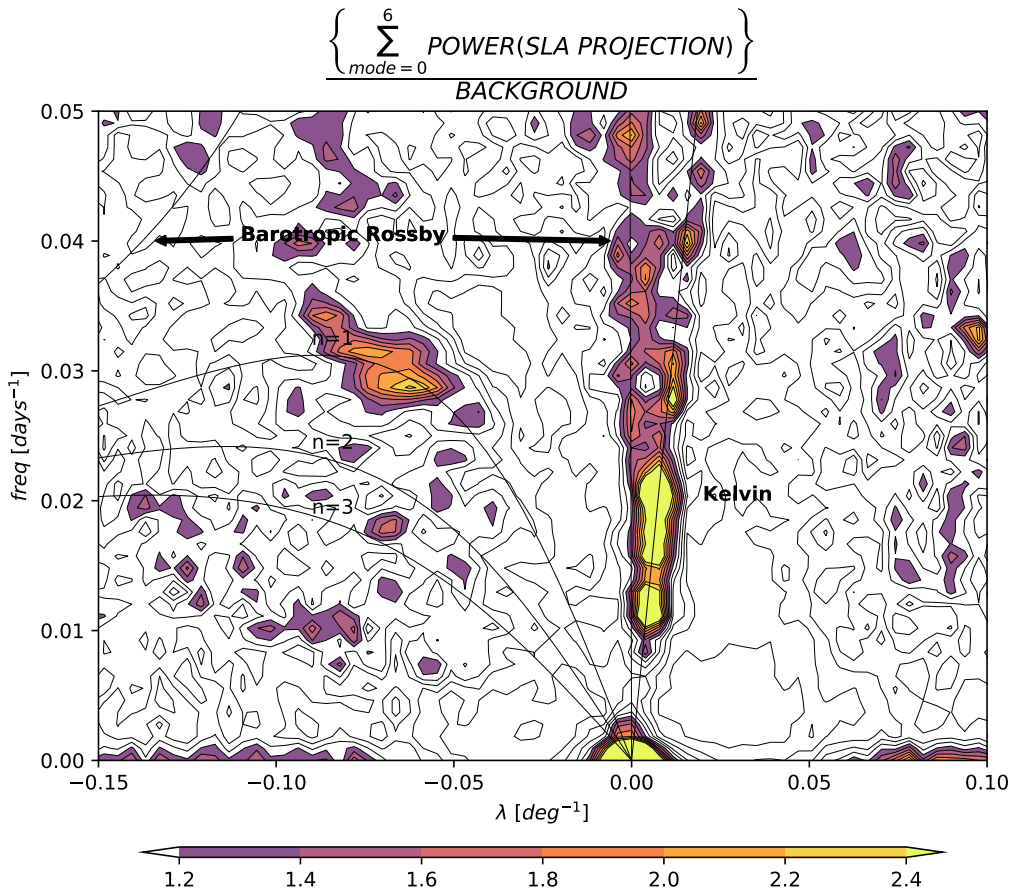 { 6∑mode=0 POWER(SLA PROJECTION) }
BACKGROUND
0.05
0.04
0.03
0.02
0.01
0.00
freq [days⁻¹]
Barotropic Rossby
n=1
n=2
n=3
Kelvin
−0.15 −0.10 −0.05 0.00 0.05 0.10
λ [deg⁻¹]
1.2 1.4 1.6 1.8 2.0 2.2 2.4